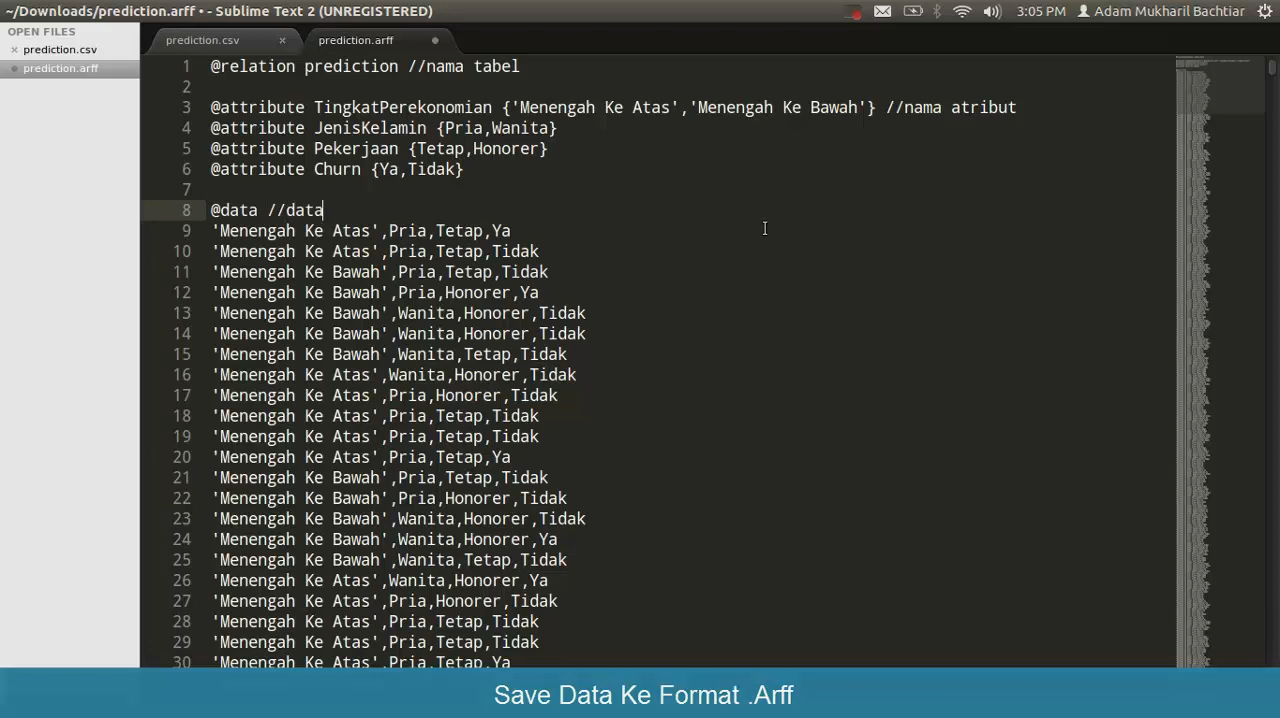 ~/Downloads/prediction.arff • - Sublime Text 2 (UNREGISTERED)
3:05 PM
Adam Mukharil Bachtiar
OPEN FILES
prediction.csv
prediction.arff
prediction.csv
prediction.arff
1 @relation prediction //nama tabel
2
3 @attribute TingkatPerekonomian {'Menengah Ke Atas','Menengah Ke Bawah'} //nama atribut
4 @attribute JenisKelamin {Pria,Wanita}
5 @attribute Pekerjaan {Tetap,Honorer}
6 @attribute Churn {Ya,Tidak}
7
8 @data //data
9 'Menengah Ke Atas',Pria,Tetap,Ya
10 'Menengah Ke Atas',Pria,Tetap,Tidak
11 'Menengah Ke Bawah',Pria,Tetap,Tidak
12 'Menengah Ke Bawah',Pria,Honorer,Ya
13 'Menengah Ke Bawah',Wanita,Honorer,Tidak
14 'Menengah Ke Bawah',Wanita,Honorer,Tidak
15 'Menengah Ke Bawah',Wanita,Tetap,Tidak
16 'Menengah Ke Atas',Wanita,Honorer,Tidak
17 'Menengah Ke Atas',Pria,Honorer,Tidak
18 'Menengah Ke Atas',Pria,Tetap,Tidak
19 'Menengah Ke Atas',Pria,Tetap,Tidak
20 'Menengah Ke Atas',Pria,Tetap,Ya
21 'Menengah Ke Bawah',Pria,Tetap,Tidak
22 'Menengah Ke Bawah',Pria,Honorer,Tidak
23 'Menengah Ke Bawah',Wanita,Honorer,Tidak
24 'Menengah Ke Bawah',Wanita,Honorer,Ya
25 'Menengah Ke Bawah',Wanita,Tetap,Tidak
26 'Menengah Ke Atas',Wanita,Honorer,Ya
27 'Menengah Ke Atas',Pria,Honorer,Tidak
28 'Menengah Ke Atas',Pria,Tetap,Tidak
29 'Menengah Ke Atas',Pria,Tetap,Tidak
30 'Menengah Ke Atas',Pria,Tetap,Ya
Save Data Ke Format .Arff